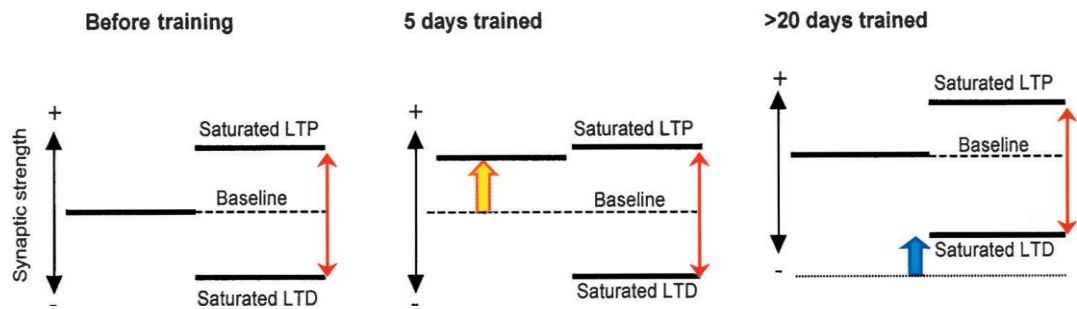 Before training
5 days trained
>20 days trained
Synaptic strength
+
Saturated LTP
Baseline
Saturated LTD
-
+
Saturated LTP
Baseline
Saturated LTD
-
+
Saturated LTP
Baseline
Saturated LTD
-